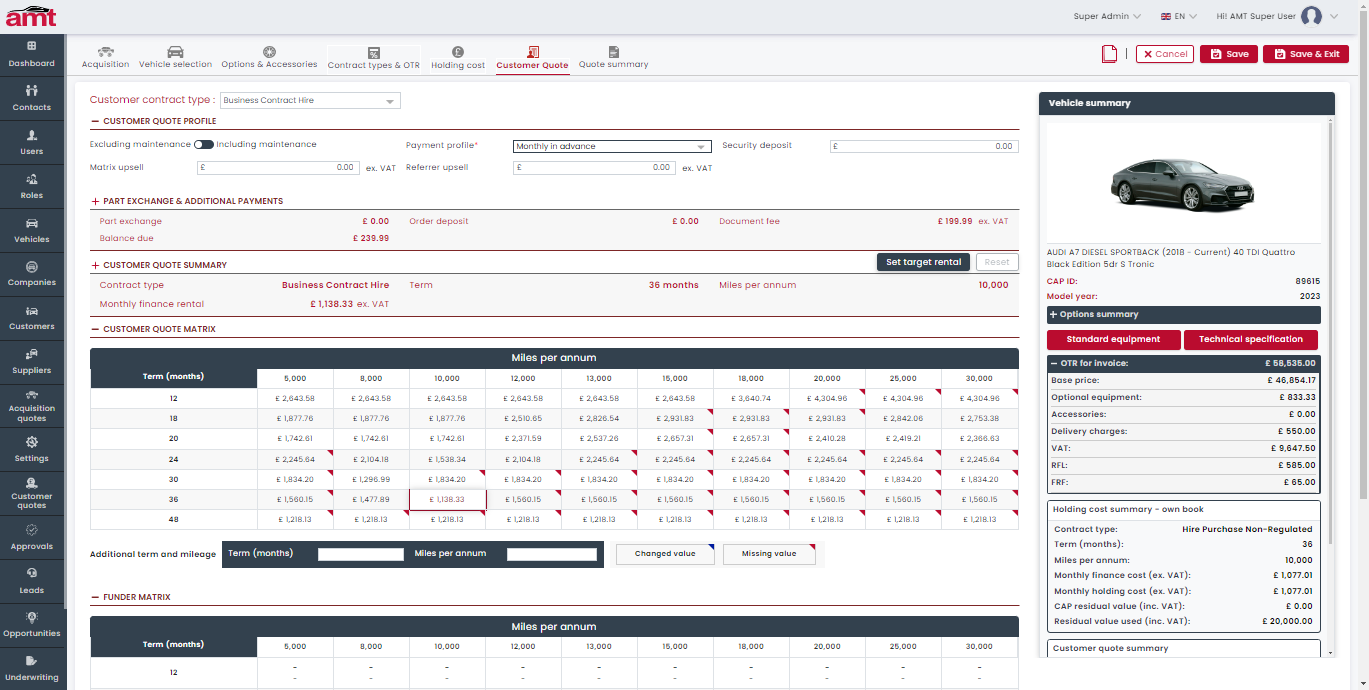 amt
Super Admin
EN
Hi! AMT Super User
Dashboard
Contacts
Users
Roles
Vehicles
Companies
Customers
Suppliers
Acquisition quotes
Settings
Customer quotes
Approvals
Leads
Opportunities
Underwriting
Acquisition Vehicle selection Options & Accessories Contract types & OTR Holding cost Customer Quote Quote summary
Cancel Save Save & Exit
Customer contract type : Business Contract Hire
CUSTOMER QUOTE PROFILE
Excluding maintenance Including maintenance Payment profile* Monthly in advance Security deposit £ 0.00
Matrix upsell £ 0.00 ex. VAT Referrer upsell £ 0.00 ex. VAT
PART EXCHANGE & ADDITIONAL PAYMENTS
Part exchange £ 0.00 Order deposit £ 0.00 Document fee £ 199.99 ex. VAT
Balance due £ 239.99
CUSTOMER QUOTE SUMMARY Set target rental Reset
Contract type Business Contract Hire Term 36 months Miles per annum 10,000
Monthly finance rental £ 1,138.33 ex. VAT
CUSTOMER QUOTE MATRIX
Miles per annum
Term (months) 5,000 8,000 10,000 12,000 13,000 15,000 18,000 20,000 25,000 30,000
12 £ 2,643.58 £ 2,643.58 £ 2,643.58 £ 2,643.58 £ 2,643.58 £ 2,643.58 £ 3,640.74 £ 4,304.96 £ 4,304.96 £ 4,304.96
18 £ 1,877.76 £ 1,877.76 £ 1,877.76 £ 2,510.65 £ 2,826.54 £ 2,931.83 £ 2,931.83 £ 2,931.83 £ 2,842.06 £ 2,753.38
20 £ 1,742.61 £ 1,742.61 £ 1,742.61 £ 2,371.59 £ 2,537.26 £ 2,657.31 £ 2,657.31 £ 2,410.28 £ 2,419.21 £ 2,366.63
24 £ 2,245.64 £ 2,104.18 £ 1,538.34 £ 2,104.18 £ 2,245.64 £ 2,245.64 £ 2,245.64 £ 2,245.64 £ 2,245.64 £ 2,245.64
30 £ 1,834.20 £ 1,296.99 £ 1,834.20 £ 1,834.20 £ 1,834.20 £ 1,834.20 £ 1,834.20 £ 1,834.20 £ 1,834.20 £ 1,834.20
36 £ 1,560.15 £ 1,477.89 £ 1,138.33 £ 1,560.15 £ 1,560.15 £ 1,560.15 £ 1,560.15 £ 1,560.15 £ 1,560.15 £ 1,560.15
48 £ 1,218.13 £ 1,218.13 £ 1,218.13 £ 1,218.13 £ 1,218.13 £ 1,218.13 £ 1,218.13 £ 1,218.13 £ 1,218.13 £ 1,218.13
Additional term and mileage Term (months) Miles per annum Changed value Missing value
FUNDER MATRIX
Miles per annum
Term (months) 5,000 8,000 10,000 12,000 13,000 15,000 18,000 20,000 25,000 30,000
12 - - - - - - - - - -
- - - - - - - - - -
Vehicle summary
AUDI A7 DIESEL SPORTBACK (2018 - Current) 40 TDI Quattro
Black Edition 5dr S Tronic
CAP ID: 89615
Model year: 2023
Options summary
Standard equipment Technical specification
OTR for invoice: £ 58,535.00
Base price: £ 46,854.17
Optional equipment: £ 833.33
Accessories: £ 0.00
Delivery charges: £ 550.00
VAT: £ 9,647.50
RFL: £ 585.00
FRF: £ 65.00
Holding cost summary - own book
Contract type: Hire Purchase Non-Regulated
Term (months): 36
Miles per annum: 10,000
Monthly finance cost (ex. VAT): £ 1,077.01
Monthly holding cost (ex. VAT): £ 1,077.01
CAP residual value (inc. VAT): £ 0.00
Residual value used (inc. VAT): £ 20,000.00
Customer quote summary